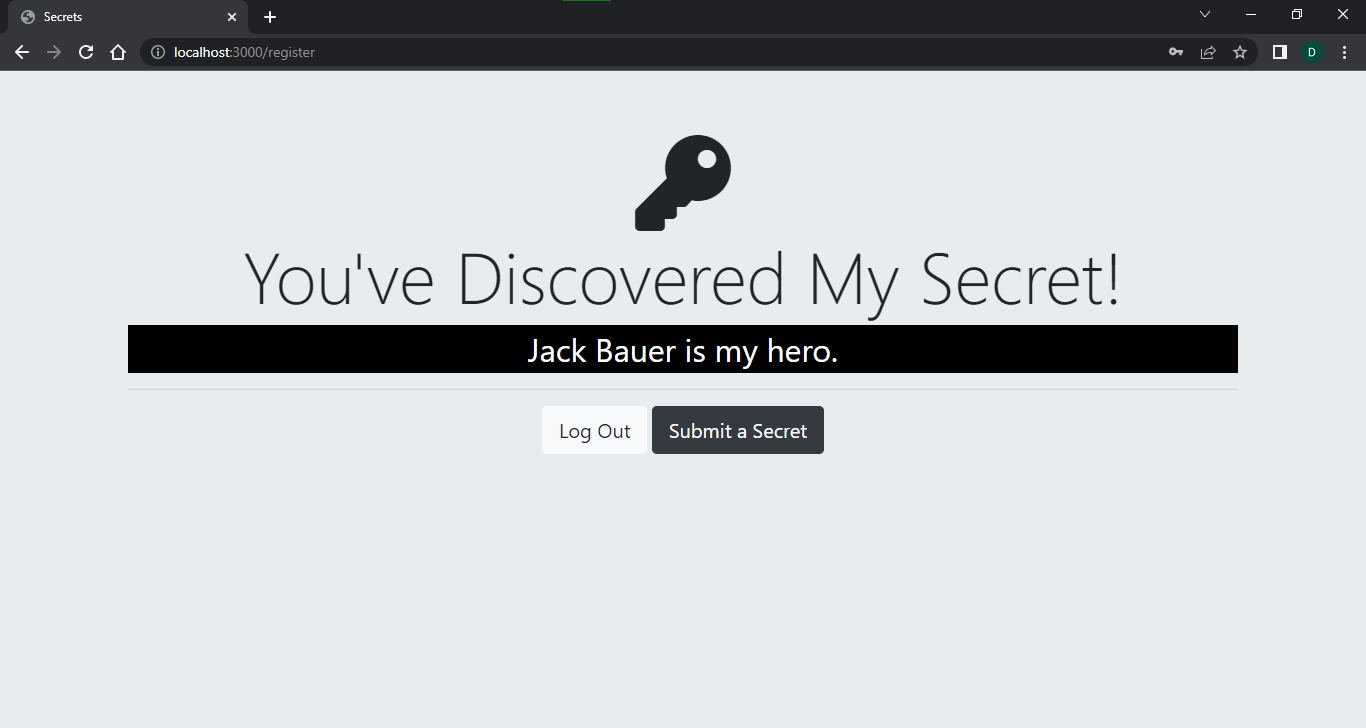 Secrets
localhost:3000/register
D
You've Discovered My Secret!
Jack Bauer is my hero.
Log Out
Submit a Secret